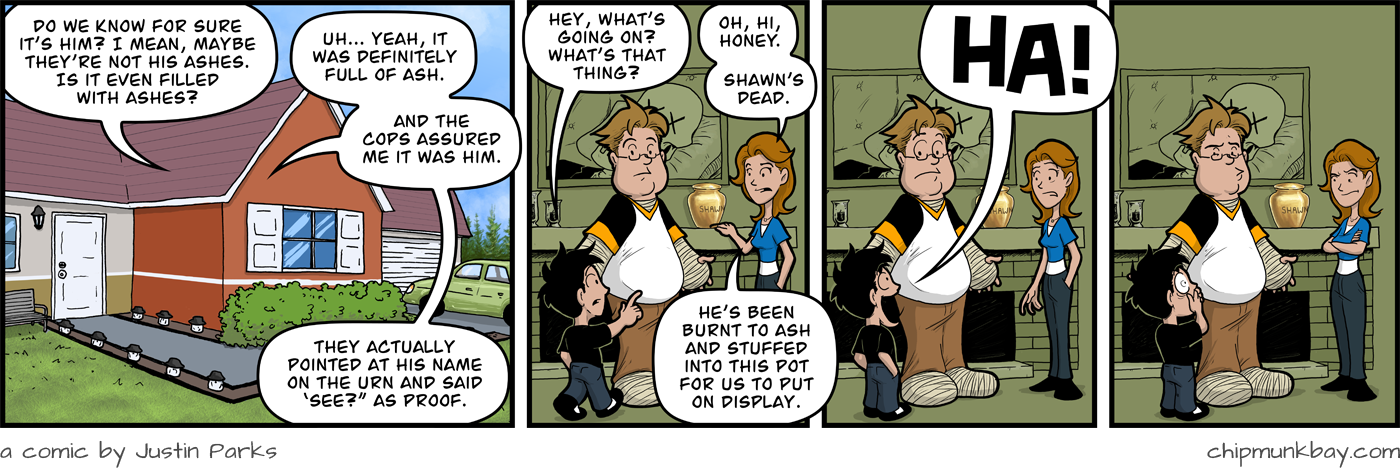 DO WE KNOW FOR SURE
IT'S HIM? I MEAN, MAYBE
THEY'RE NOT HIS ASHES.
IS IT EVEN FILLED
WITH ASHES?
UH... YEAH, IT
WAS DEFINITELY
FULL OF ASH.
AND THE
COPS ASSURED
ME IT WAS HIM.
THEY ACTUALLY
POINTED AT HIS NAME
ON THE URN AND SAID
'SEE?" AS PROOF.
HEY, WHAT'S
GOING ON?
WHAT'S THAT
THING?
OH, HI,
HONEY.
SHAWN'S
DEAD.
SHAWN
HE'S BEEN
BURNT TO ASH
AND STUFFED
INTO THIS POT
FOR US TO PUT
ON DISPLAY.
HA!
SHAWN
SHAWN
a comic by Justin Parks
chipmunkbay.com